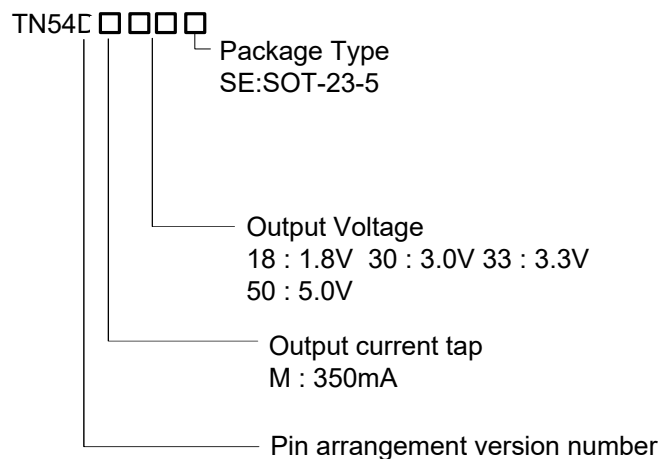 TN54D□ □□□
Package Type
SE:SOT-23-5
Output Voltage
18 : 1.8V 30 : 3.0V 33 : 3.3V
50 : 5.0V
Output current tap
M : 350mA
Pin arrangement version number